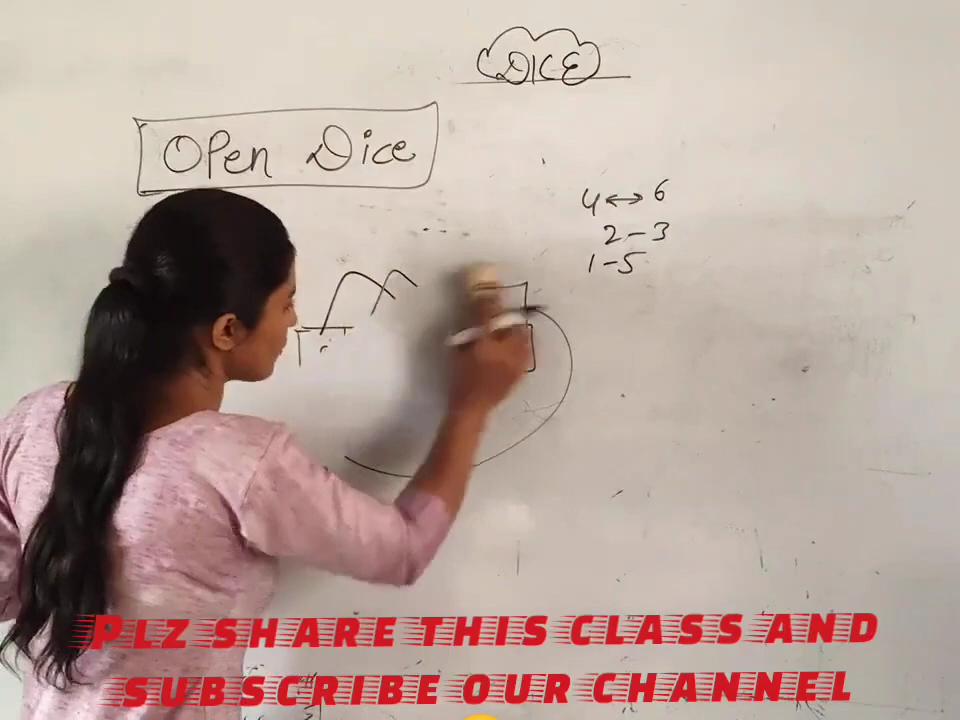 DICE
Open Dice
4 ↔ 6
2 - 3
1 - 5
PLZ SHARE THIS CLASS AND
SUBSCRIBE OUR CHANNEL